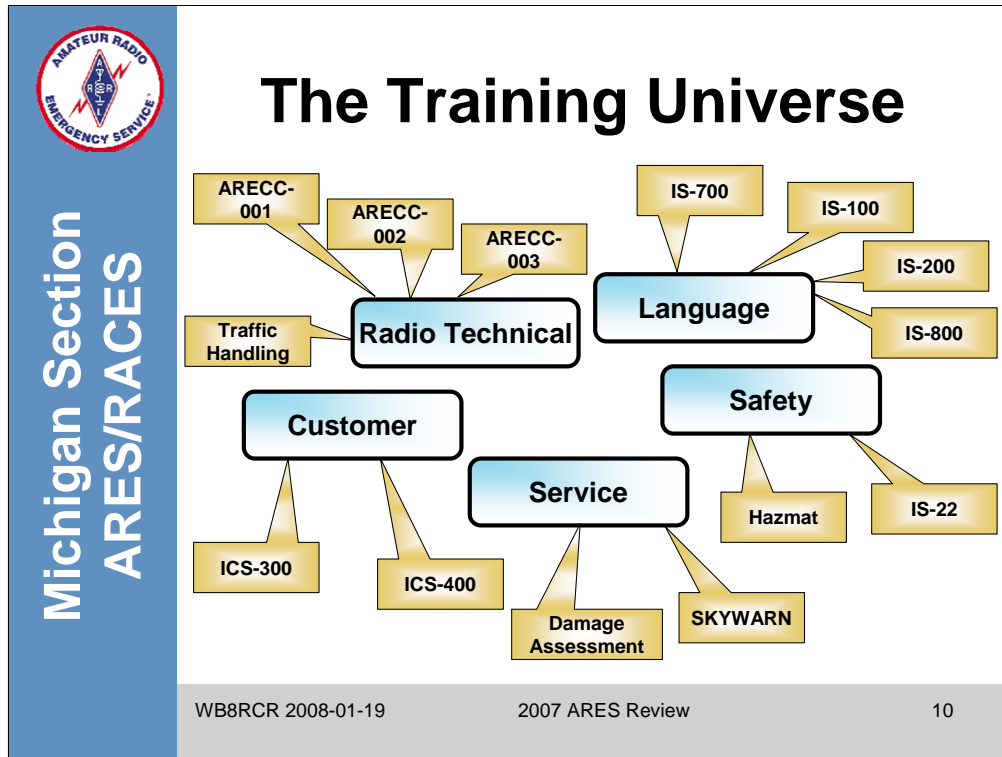 AMATEUR RADIO
EMERGENCY SERVICE
A
R R
L
Michigan Section
ARES/RACES
The Training Universe
ARECC-
001
ARECC-
002
ARECC-
003
Traffic
Handling
Radio Technical
IS-700
IS-100
IS-200
IS-800
Language
Customer
ICS-300
ICS-400
Service
Damage
Assessment
SKYWARN
Safety
Hazmat
IS-22
WB8RCR 2008-01-19
2007 ARES Review
10